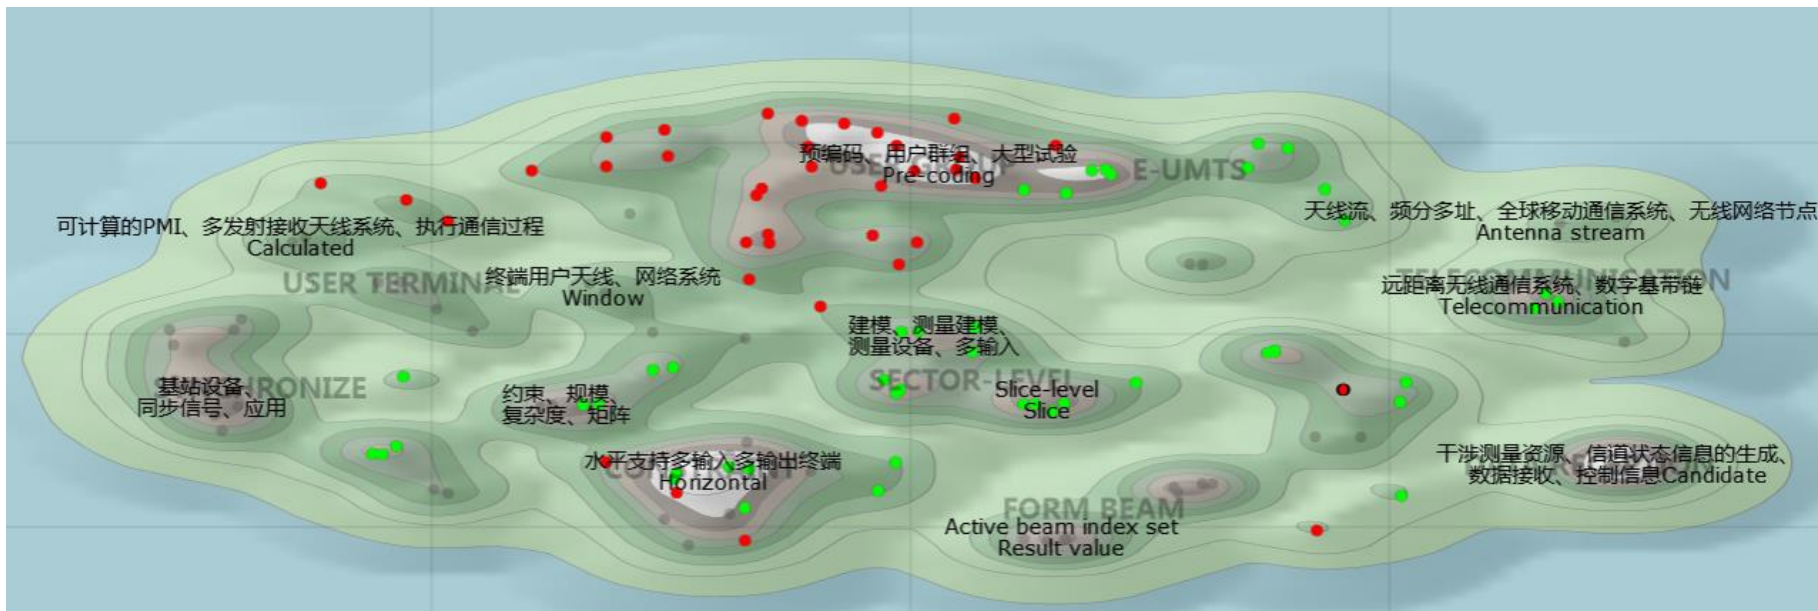 预编码、用户群组、大型试验
Pre-coding
E-UMTS
可计算的PMI、多发射接收天线系统、执行通信过程
Calculated
天线流、频分多址、全球移动通信系统、无线网络节点
Antenna stream
USER TERMINAL
终端用户天线、网络系统
Window
TELECOMMUNICATION
远距离无线通信系统、数字基带链
Telecommunication
建模、测量建模、
测量设备、多输入
SECTOR-LEVEL
Slice-level
Slice
基站设备、
同步信号、应用
约束、规模、
复杂度、矩阵
水平支持多输入多输出终端
Horizontal
干涉测量资源、信道状态信息的生成、
数据接收、控制信息Candidate
FORM BEAM
Active beam index set
Result value